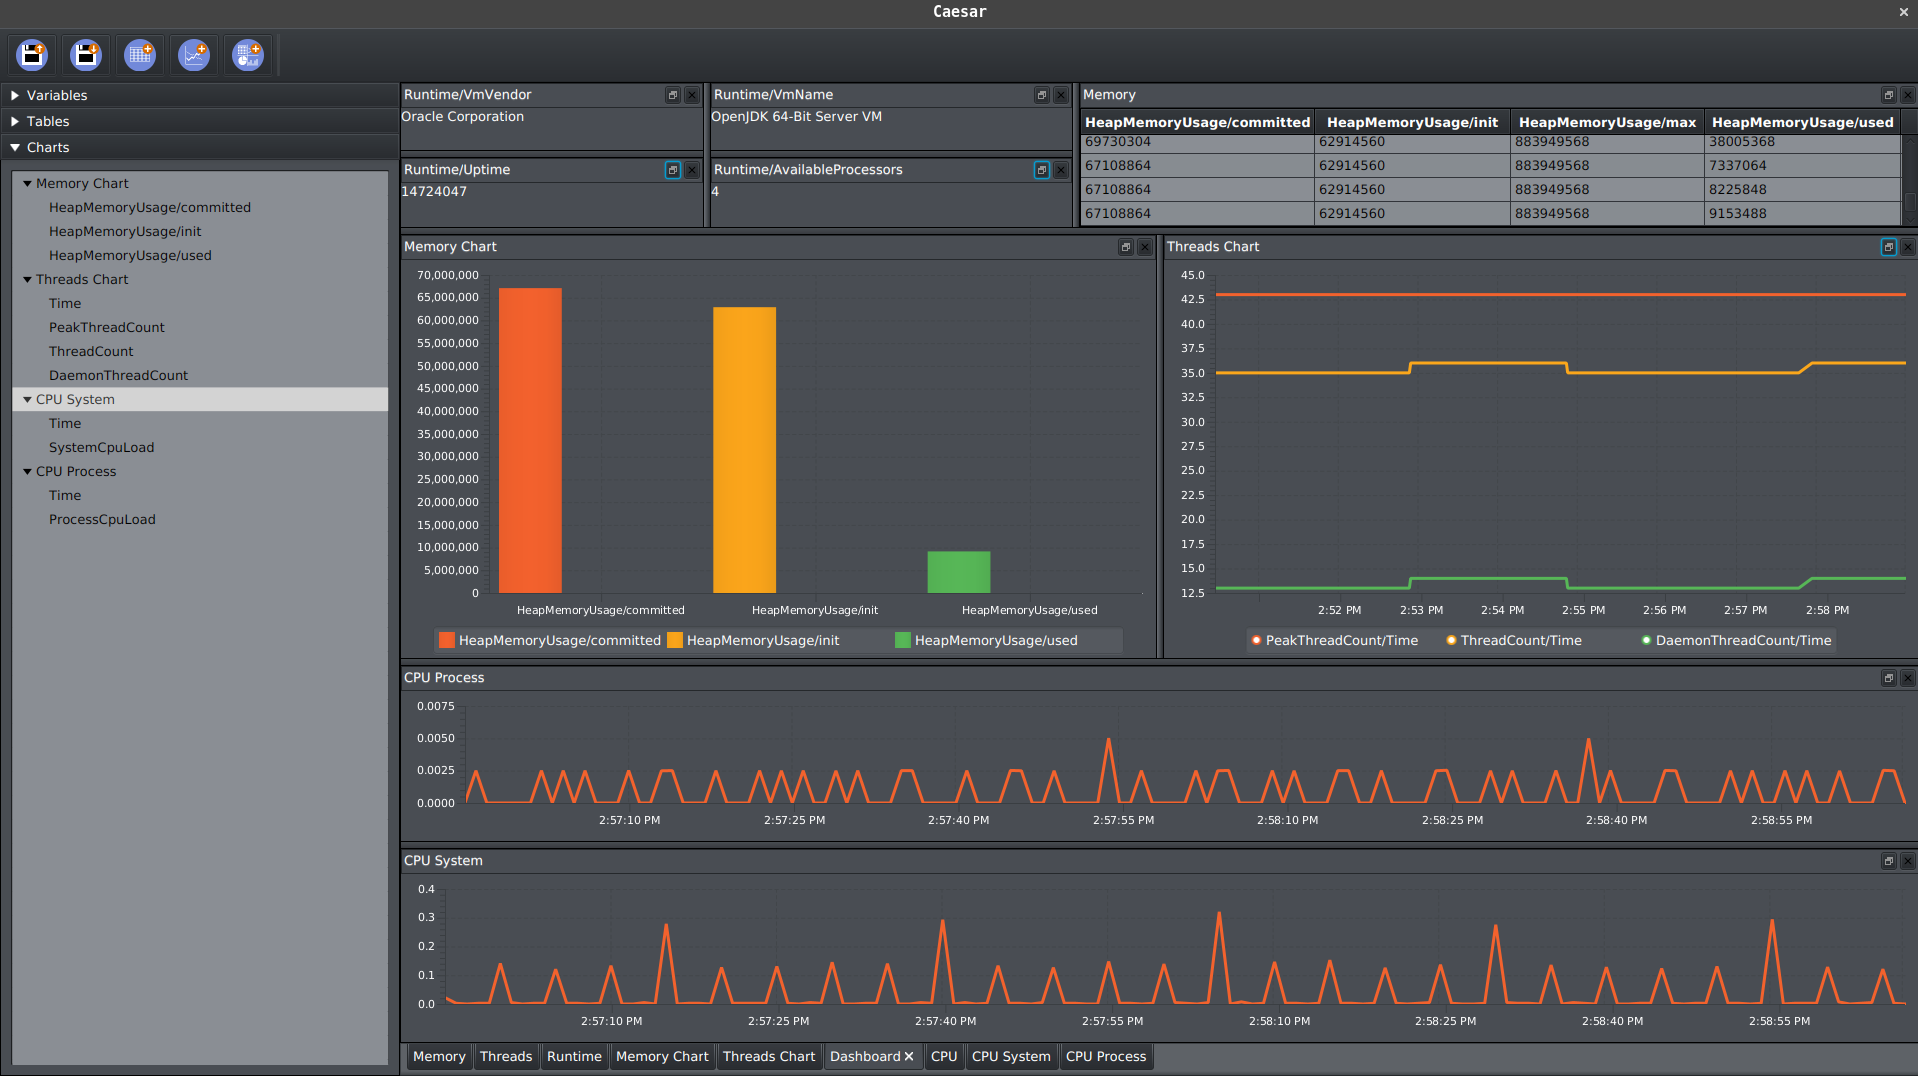 Caesar
Variables
Tables
Charts
Memory Chart
HeapMemoryUsage/committed
HeapMemoryUsage/init
HeapMemoryUsage/used
Threads Chart
Time
PeakThreadCount
ThreadCount
DaemonThreadCount
CPU System
Time
SystemCpuLoad
CPU Process
Time
ProcessCpuLoad
Runtime/VmVendor
Oracle Corporation
Runtime/VmName
OpenJDK 64-Bit Server VM
Runtime/Uptime
14724047
Runtime/AvailableProcessors
4
Memory
HeapMemoryUsage/committed HeapMemoryUsage/init HeapMemoryUsage/max HeapMemoryUsage/used
69730304 62914560 883949568 38005368
67108864 62914560 883949568 7337064
67108864 62914560 883949568 8225848
67108864 62914560 883949568 9153488
Memory Chart
70,000,000
65,000,000
60,000,000
55,000,000
50,000,000
45,000,000
40,000,000
35,000,000
30,000,000
25,000,000
20,000,000
15,000,000
10,000,000
5,000,000
0
HeapMemoryUsage/committed HeapMemoryUsage/init HeapMemoryUsage/used
HeapMemoryUsage/committed HeapMemoryUsage/init HeapMemoryUsage/used
Threads Chart
45.0
42.5
40.0
37.5
35.0
32.5
30.0
27.5
25.0
22.5
20.0
17.5
15.0
12.5
2:52 PM 2:53 PM 2:54 PM 2:55 PM 2:56 PM 2:57 PM 2:58 PM
PeakThreadCount/Time ThreadCount/Time DaemonThreadCount/Time
CPU Process
0.0075
0.0050
0.0025
0.0000
2:57:10 PM 2:57:25 PM 2:57:40 PM 2:57:55 PM 2:58:10 PM 2:58:25 PM 2:58:40 PM 2:58:55 PM
CPU System
0.4
0.3
0.2
0.1
0.0
2:57:10 PM 2:57:25 PM 2:57:40 PM 2:57:55 PM 2:58:10 PM 2:58:25 PM 2:58:40 PM 2:58:55 PM
Memory Threads Runtime Memory Chart Threads Chart Dashboard CPU CPU System CPU Process